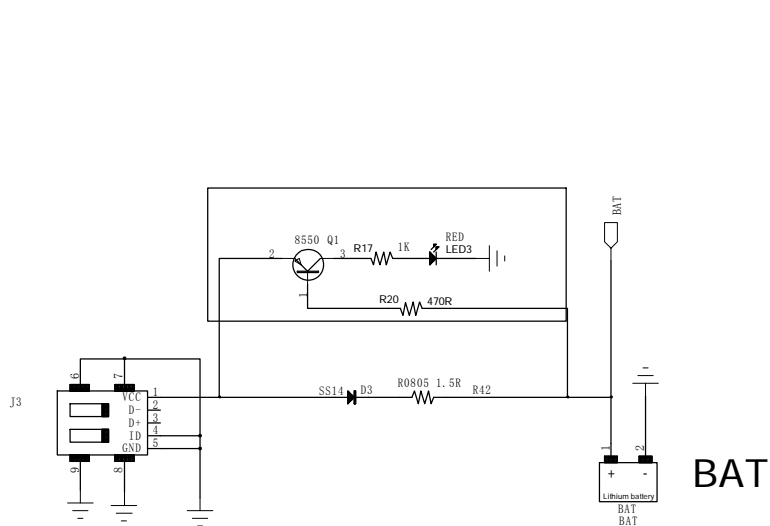 BAT
8550 Q1
2
3
R17
1K
RED
LED3
1
R20
470R
SS14
D3
R0805 1.5R
R42
J3
6
7
VCC
1
D-
2
D+
3
ID
4
GND
5
9
8
1
2
+
-
Lithium battery
BAT
BAT
BAT